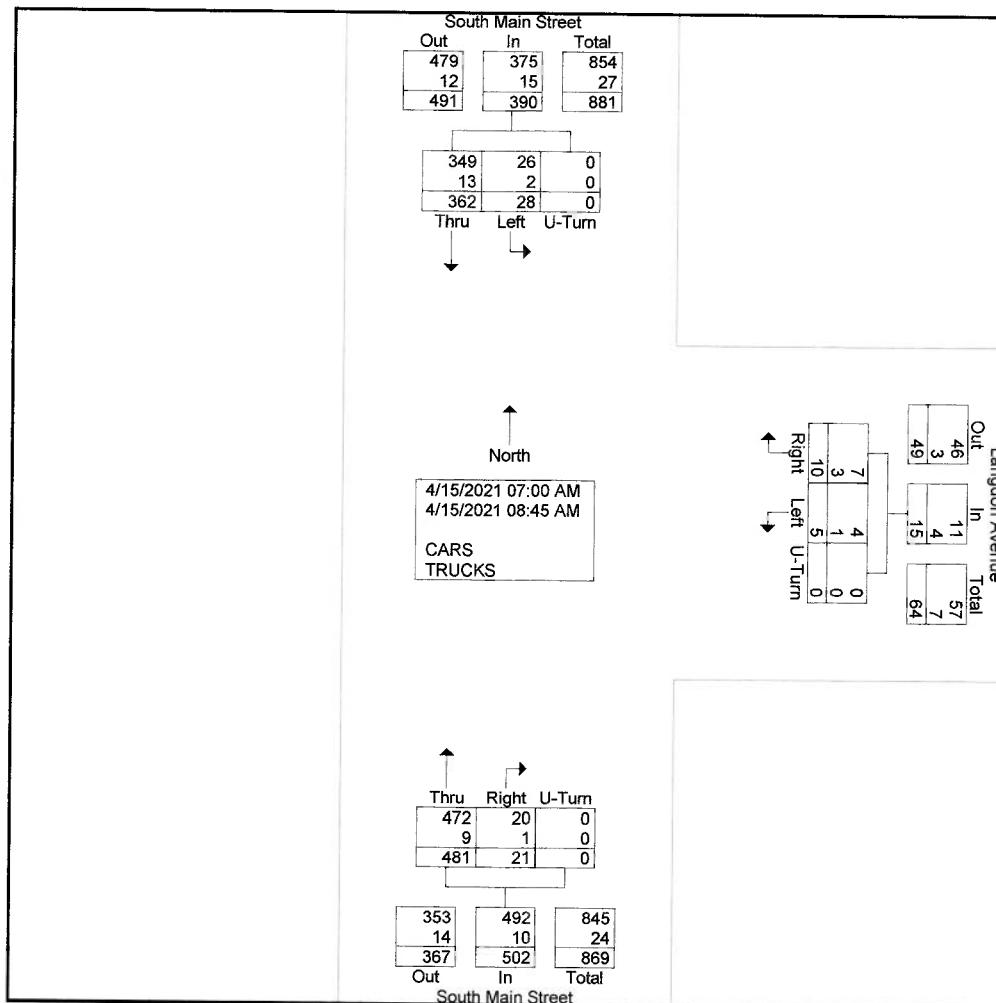 South Main Street
Out In Total
479 375 854
12 15 27
491 390 881
349 26 0
13 2 0
362 28 0
Thru Left U-Turn
North
4/15/2021 07:00 AM
4/15/2021 08:45 AM
CARS
TRUCKS
Langdon Avenue
Out In Total
46 11 57
3 4 7
49 15 64
7 4 0
3 1 0
10 5 0
Right Left U-Turn
Thru Right U-Turn
472 20 0
9 1 0
481 21 0
353 492 845
14 10 24
367 502 869
Out In Total
South Main Street